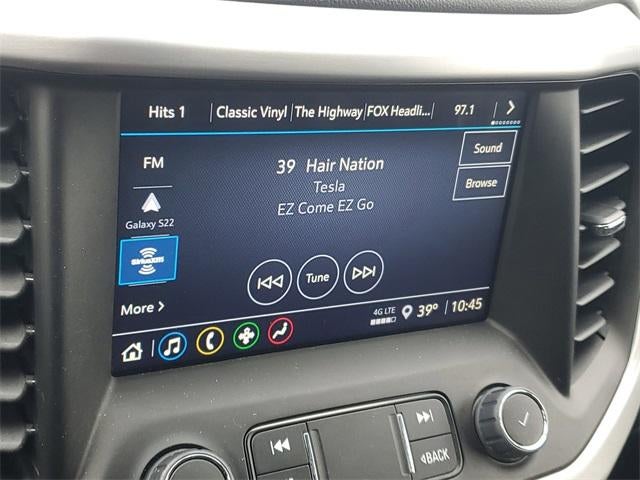 Hits 1 Classic Vinyl The Highway FOX Headli... 97.1
FM
39 Hair Nation
Sound
Tesla
Browse
EZ Come EZ Go
Galaxy S22
SiriusXM
Tune
More
4G LTE
39° 10:45
BACK